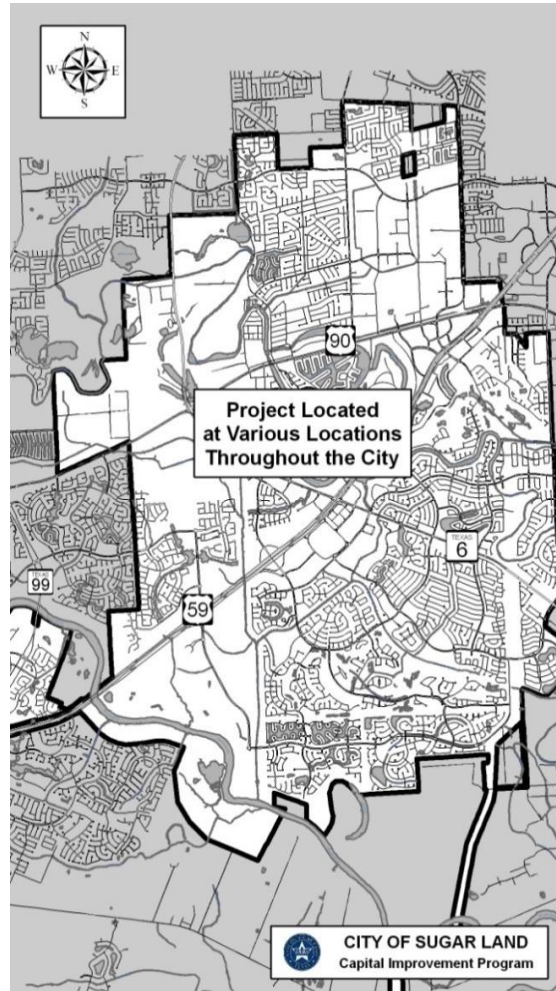 N
W E
S
90
Project Located
at Various Locations
Throughout the City
TEXAS
6
TEXAS
99
59
CITY OF SUGAR LAND
Capital Improvement Program